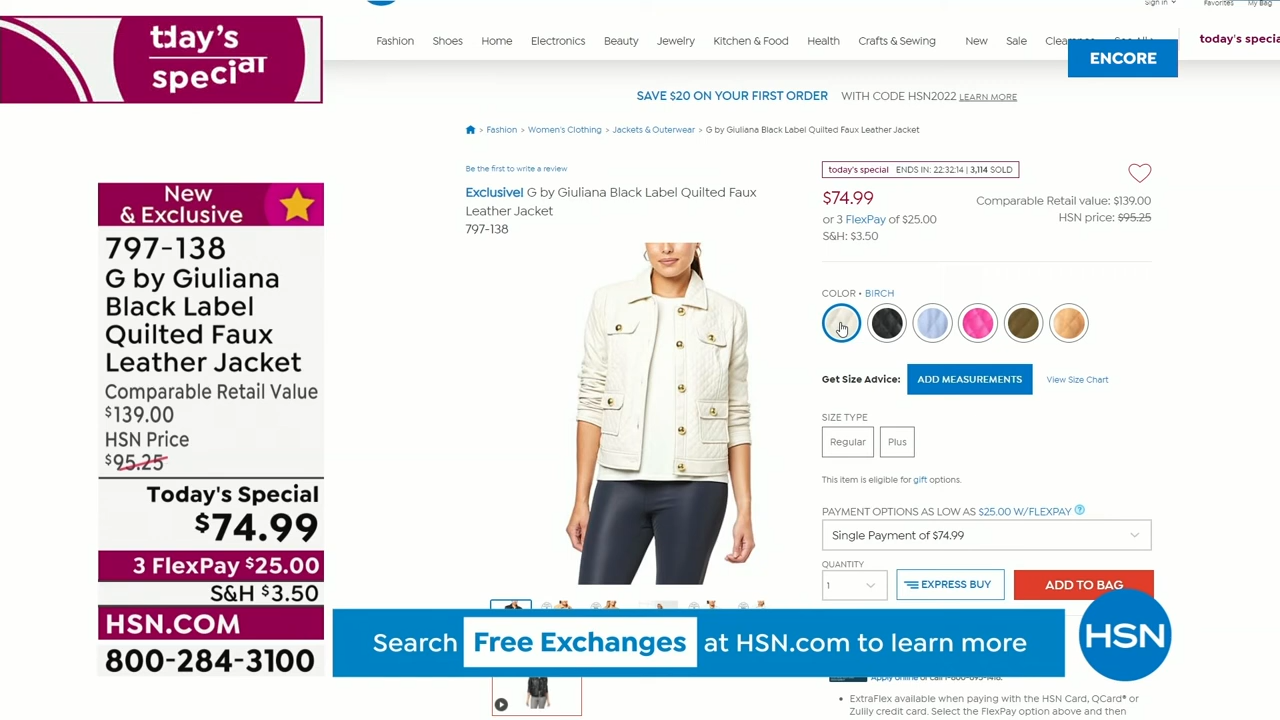 today's
special
New
& Exclusive
797-138
G by Giuliana
Black Label
Quilted Faux
Leather Jacket
Comparable Retail Value
$139.00
HSN Price
$95.25
Today's Special
$74.99
3 FlexPay $25.00
S&H $3.50
HSN.COM
800-284-3100
Sign In
Favorites
My Bag
Fashion
Shoes
Home
Electronics
Beauty
Jewelry
Kitchen & Food
Health
Crafts & Sewing
New
Sale
today's
ENCORE
SAVE $20 ON YOUR FIRST ORDER WITH CODE HSN2022 LEARN MORE
> Fashion > Women's Clothing > Jackets & Outerwear > G by Giuliana Black Label Quilted Faux Leather Jacket
Be the first to write a review
Exclusive! G by Giuliana Black Label Quilted Faux
Leather Jacket
797-138
today's special ENDS IN: 22:32:14 | 3,114 SOLD
$74.99
or 3 FlexPay of $25.00
S&H: $3.50
Comparable Retail value: $139.00
HSN price: $95.25
COLOR • BIRCH
Get Size Advice: ADD MEASUREMENTS View Size Chart
SIZE TYPE
Regular Plus
This item is eligible for gift options.
PAYMENT OPTIONS AS LOW AS $25.00 W/FLEXPAY ?
Single Payment of $74.99
QUANTITY
1
EXPRESS BUY
ADD TO BAG
Search Free Exchanges at HSN.com to learn more
HSN
• ExtraFlex available when paying with the HSN Card, QCard® or
Zulily credit card. Select the FlexPay option above and then